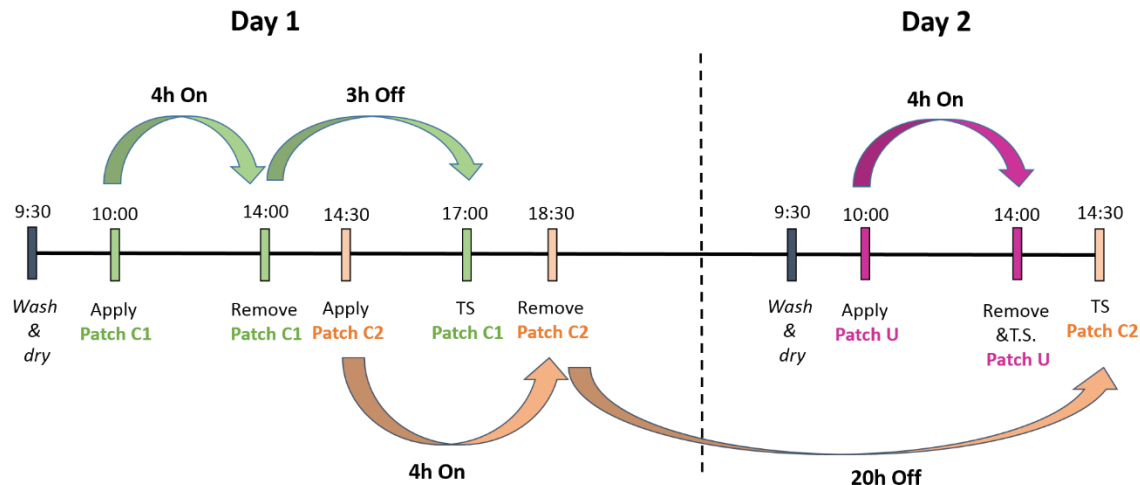 Day 1
Day 2
4h On
3h Off
4h On
9:30
10:00
14:00
14:30
17:00
18:30
9:30
10:00
14:00
14:30
Wash
&
dry
Apply
Patch C1
Remove
Patch C1
Apply
Patch C2
TS
Patch C1
Remove
Patch C2
Wash
&
dry
Apply
Patch U
Remove
&T.S.
Patch U
TS
Patch C2
4h On
20h Off